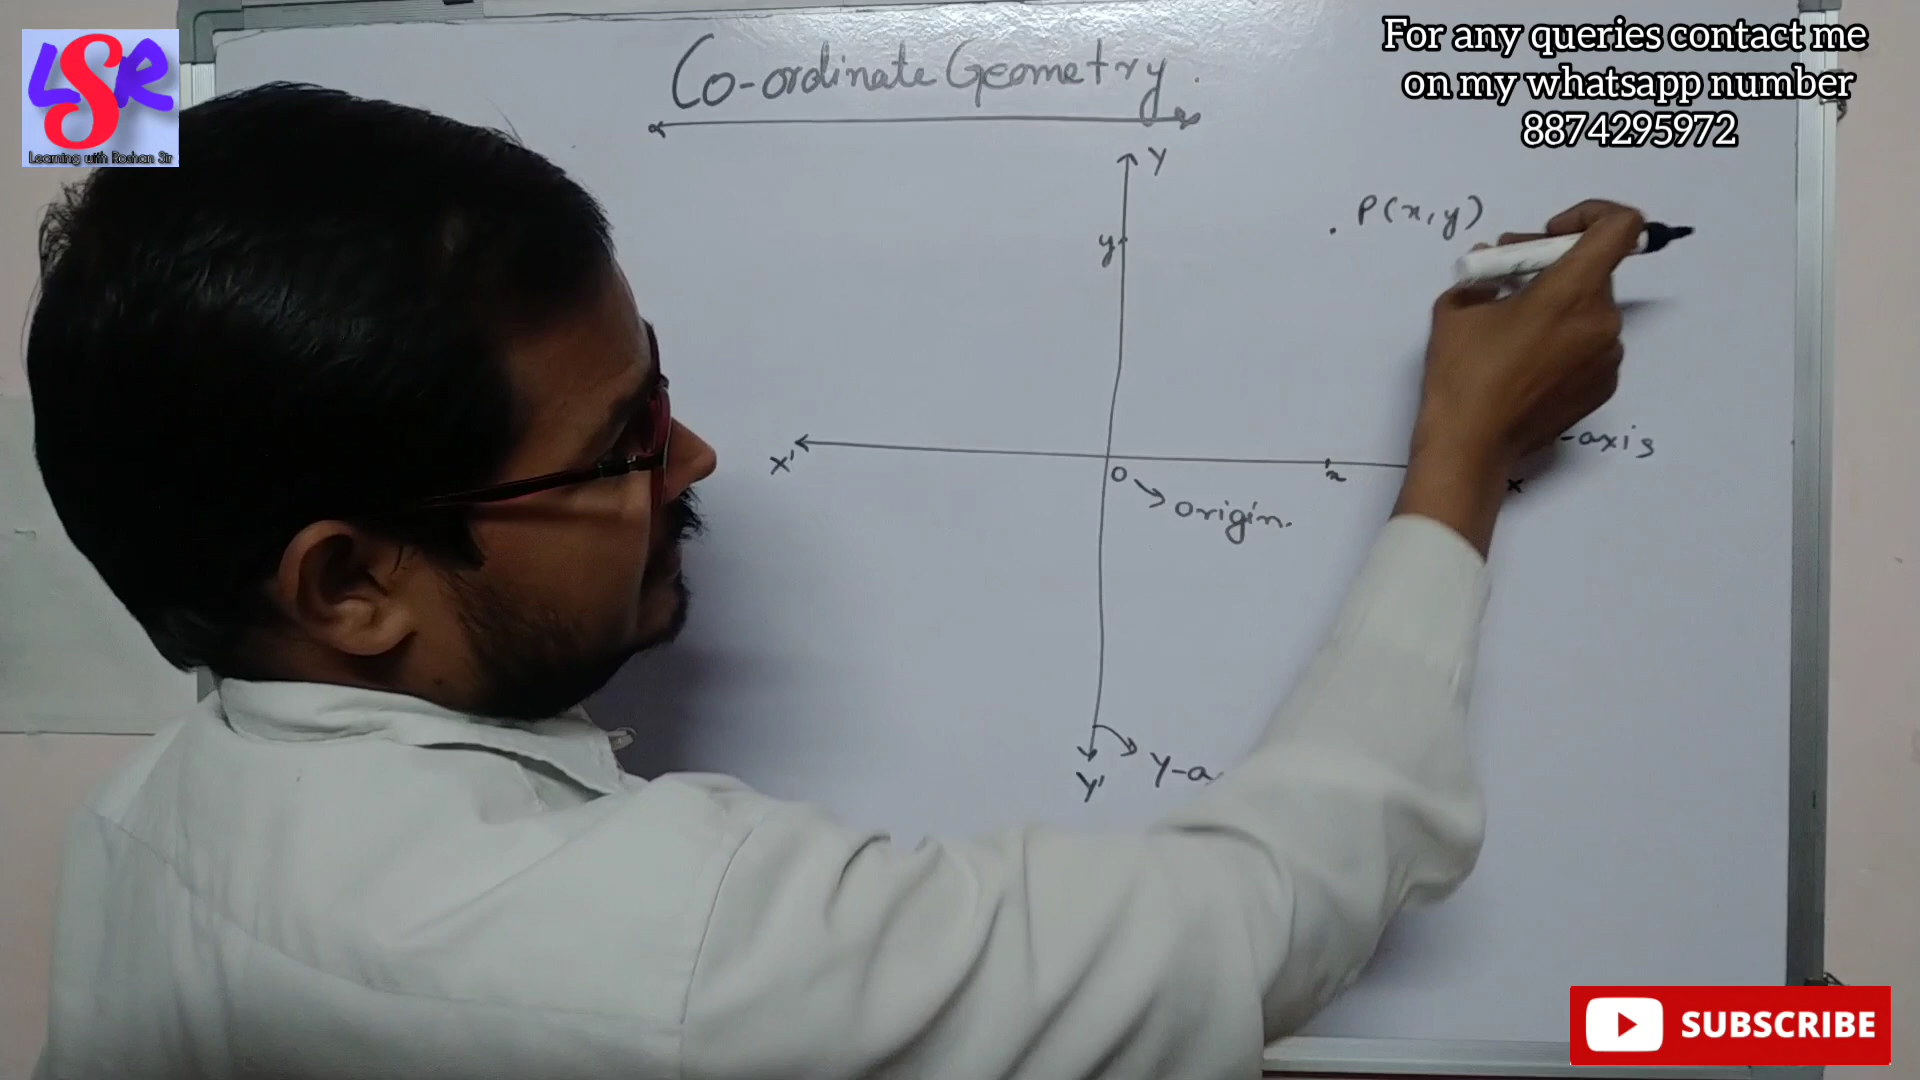 LSR
Learning with Roshan Sir
For any queries contact me
on my whatsapp number
8874295972
Co-ordinate Geometry.
Y
P(x,y)
y
-axis
X'
O
x
X
origin.
Y'
Y-a
SUBSCRIBE